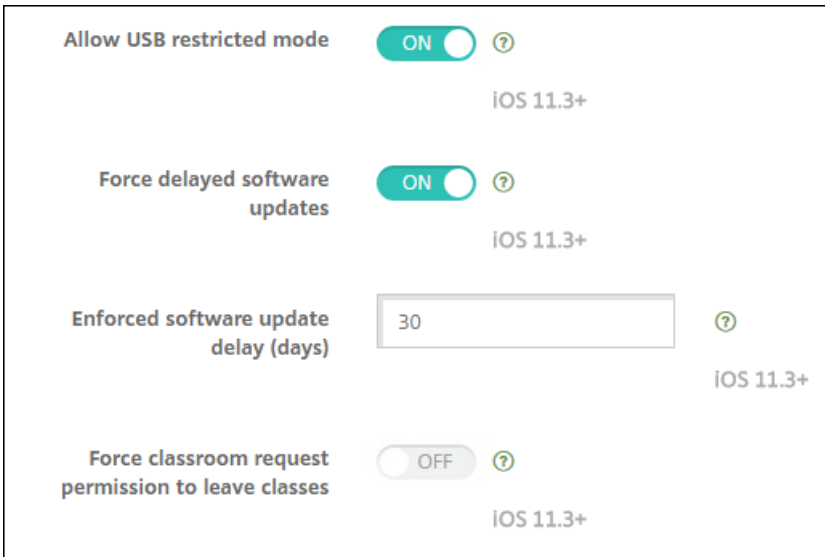 Allow USB restricted mode ON ?
iOS 11.3+
Force delayed software
updates ON ?
iOS 11.3+
Enforced software update
delay (days) 30 ?
iOS 11.3+
Force classroom request
permission to leave classes OFF ?
iOS 11.3+